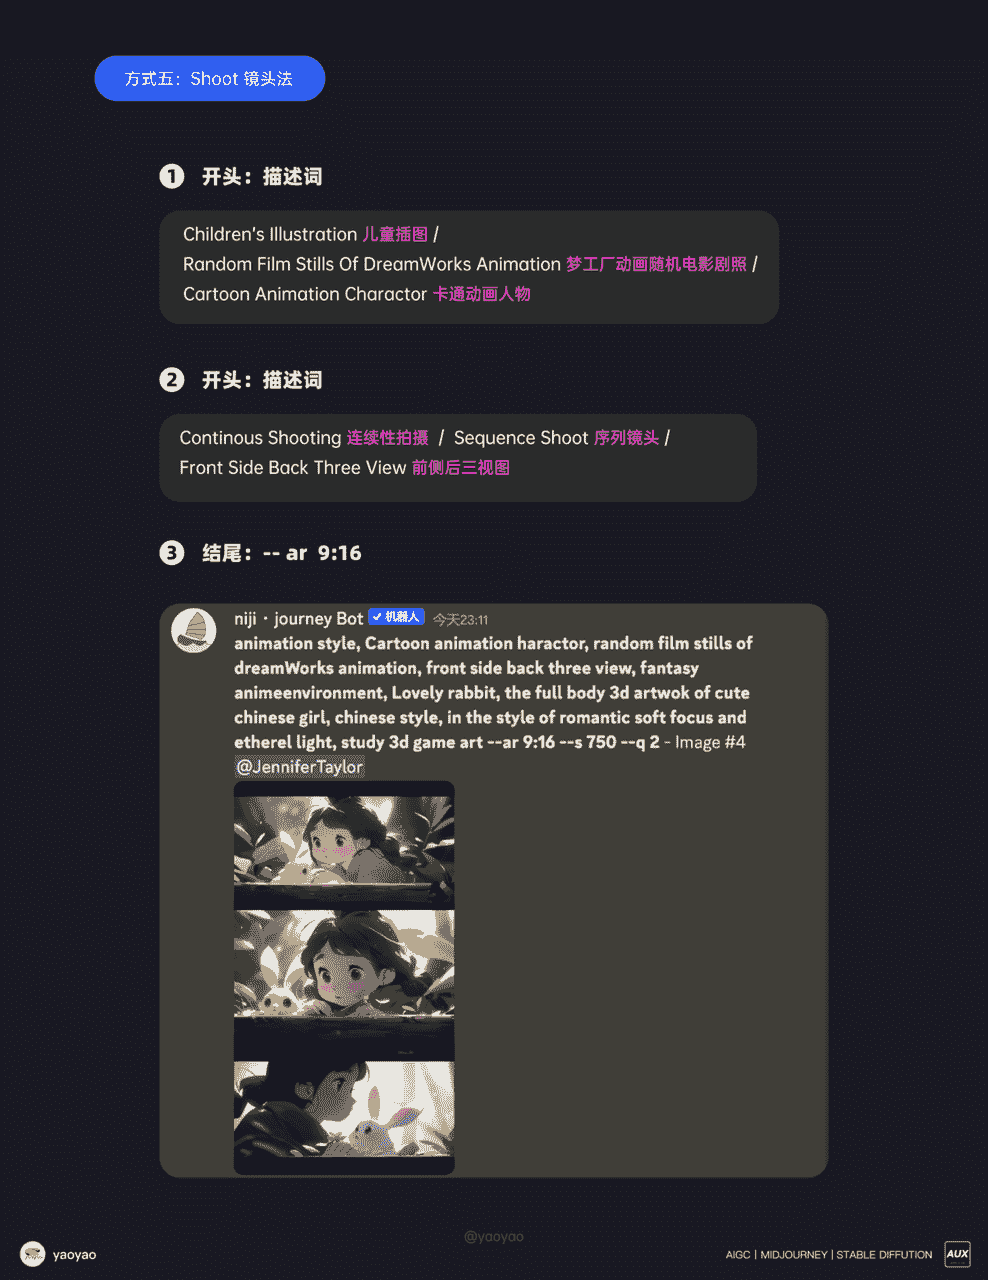 方式五：Shoot 镜头法
1 开头：描述词
Children's Illustration 儿童插图 /
Random Film Stills Of DreamWorks Animation 梦工厂动画随机电影剧照 /
Cartoon Animation Charactor 卡通动画人物
2 开头：描述词
Continous Shooting 连续性拍摄 / Sequence Shoot 序列镜头 /
Front Side Back Three View 前侧后三视图
3 结尾：-- ar 9:16
niji · journey Bot ✓ 机器人 今天23:11
animation style, Cartoon animation haractor, random film stills of
dreamWorks animation, front side back three view, fantasy
animeenvironment, Lovely rabbit, the full body 3d artwok of cute
chinese girl, chinese style, in the style of romantic soft focus and
etherel light, study 3d game art --ar 9:16 --s 750 --q 2 - Image #4
@JenniferTaylor
@yaoyao
yaoyao
AIGC | MIDJOURNEY | STABLE DIFFUTION
AUX